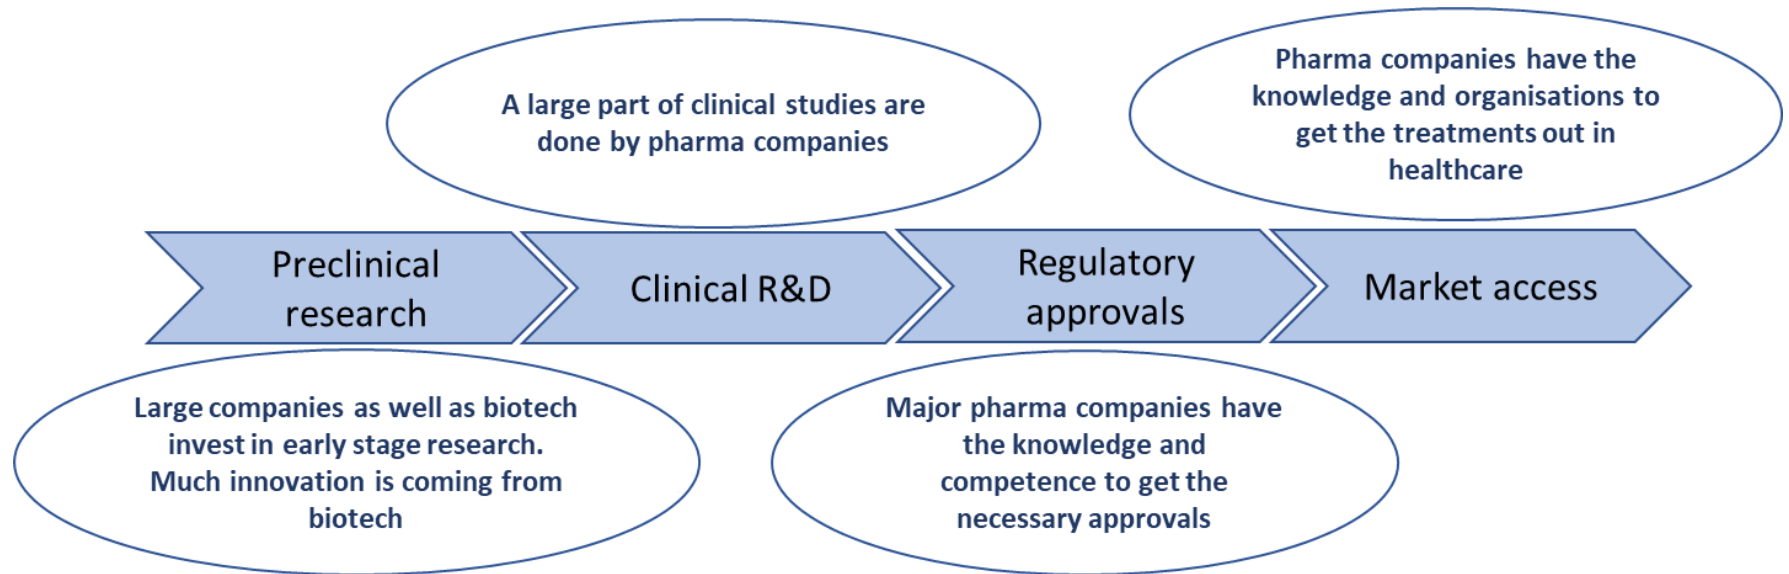 A large part of clinical studies are
done by pharma companies
Pharma companies have the
knowledge and organisations to
get the treatments out in
healthcare
Preclinical
research
Clinical R&D
Regulatory
approvals
Market access
Large companies as well as biotech
invest in early stage research.
Much innovation is coming from
biotech
Major pharma companies have
the knowledge and
competence to get the
necessary approvals